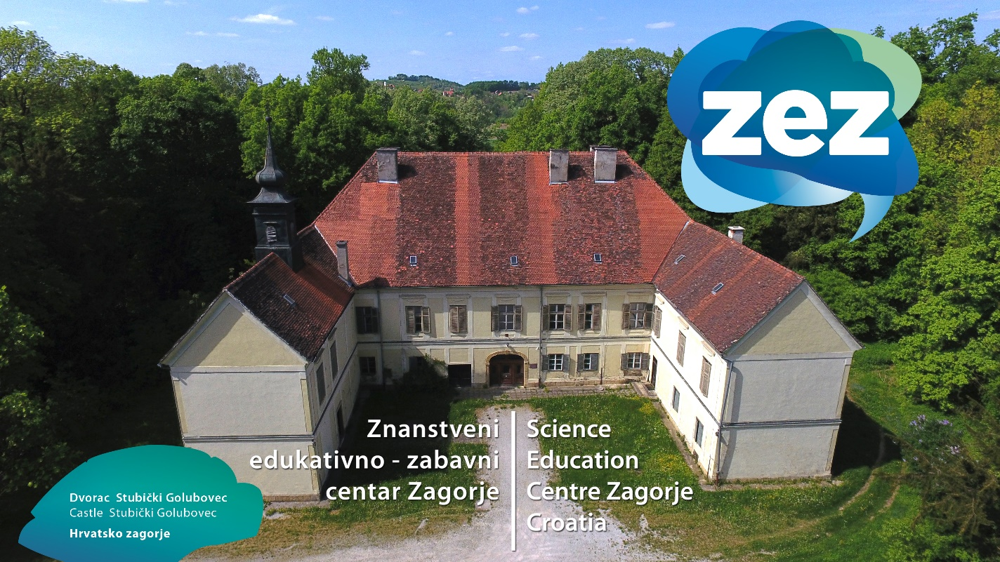 zez
Znanstveni
edukativno - zabavni
centar Zagorje
Science
Education
Centre Zagorje
Croatia
Dvorac Stubički Golubovec
Castle Stubički Golubovec
Hrvatsko zagorje